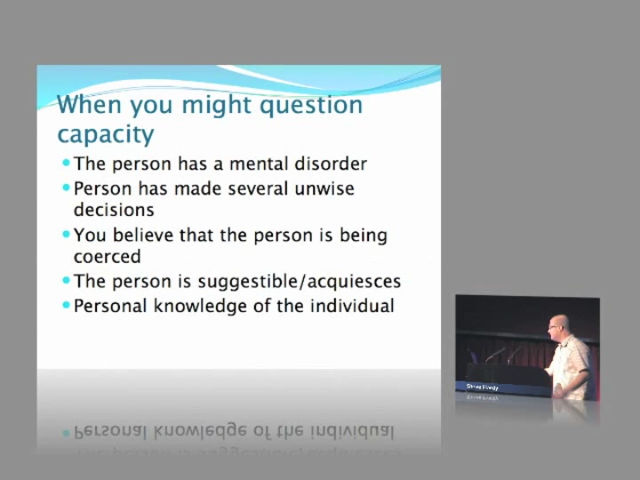 When you might question
capacity
The person has a mental disorder
Person has made several unwise
decisions
You believe that the person is being
coerced
The person is suggestible/acquiesces
Personal knowledge of the individual